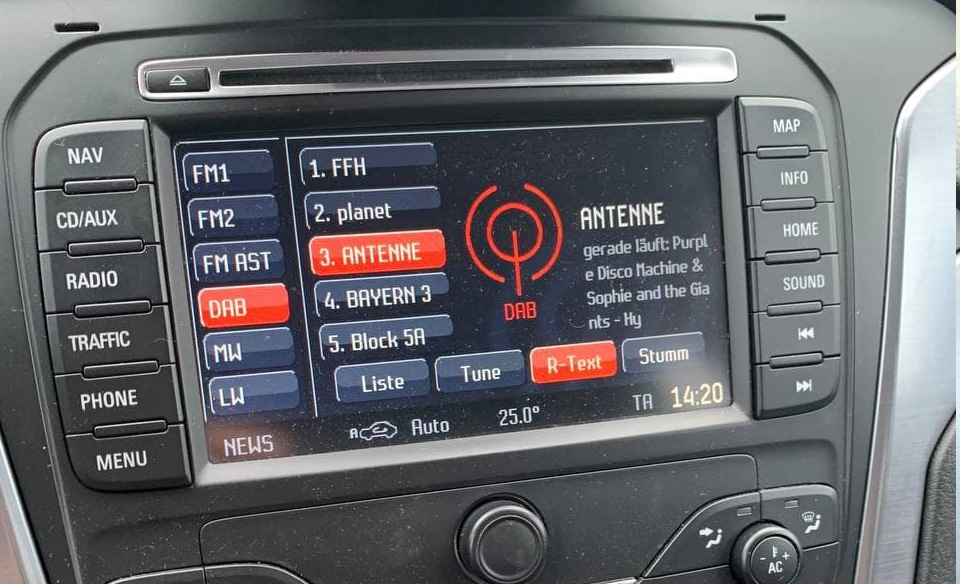 NAV
CD/AUX
RADIO
TRAFFIC
PHONE
MENU
FM1
FM2
FM AST
DAB
MW
LW
1. FFH
2. planet
3. ANTENNE
4. BAYERN 3
5. Block 5A
DAB
ANTENNE
gerade läuft: Purpl
e Disco Machine &
Sophie and the Gia
nts - Hy
Liste
Tune
R-Text
Stumm
NEWS
A
Auto
25.0°
TA
14:20
MAP
INFO
HOME
SOUND
- +
AC